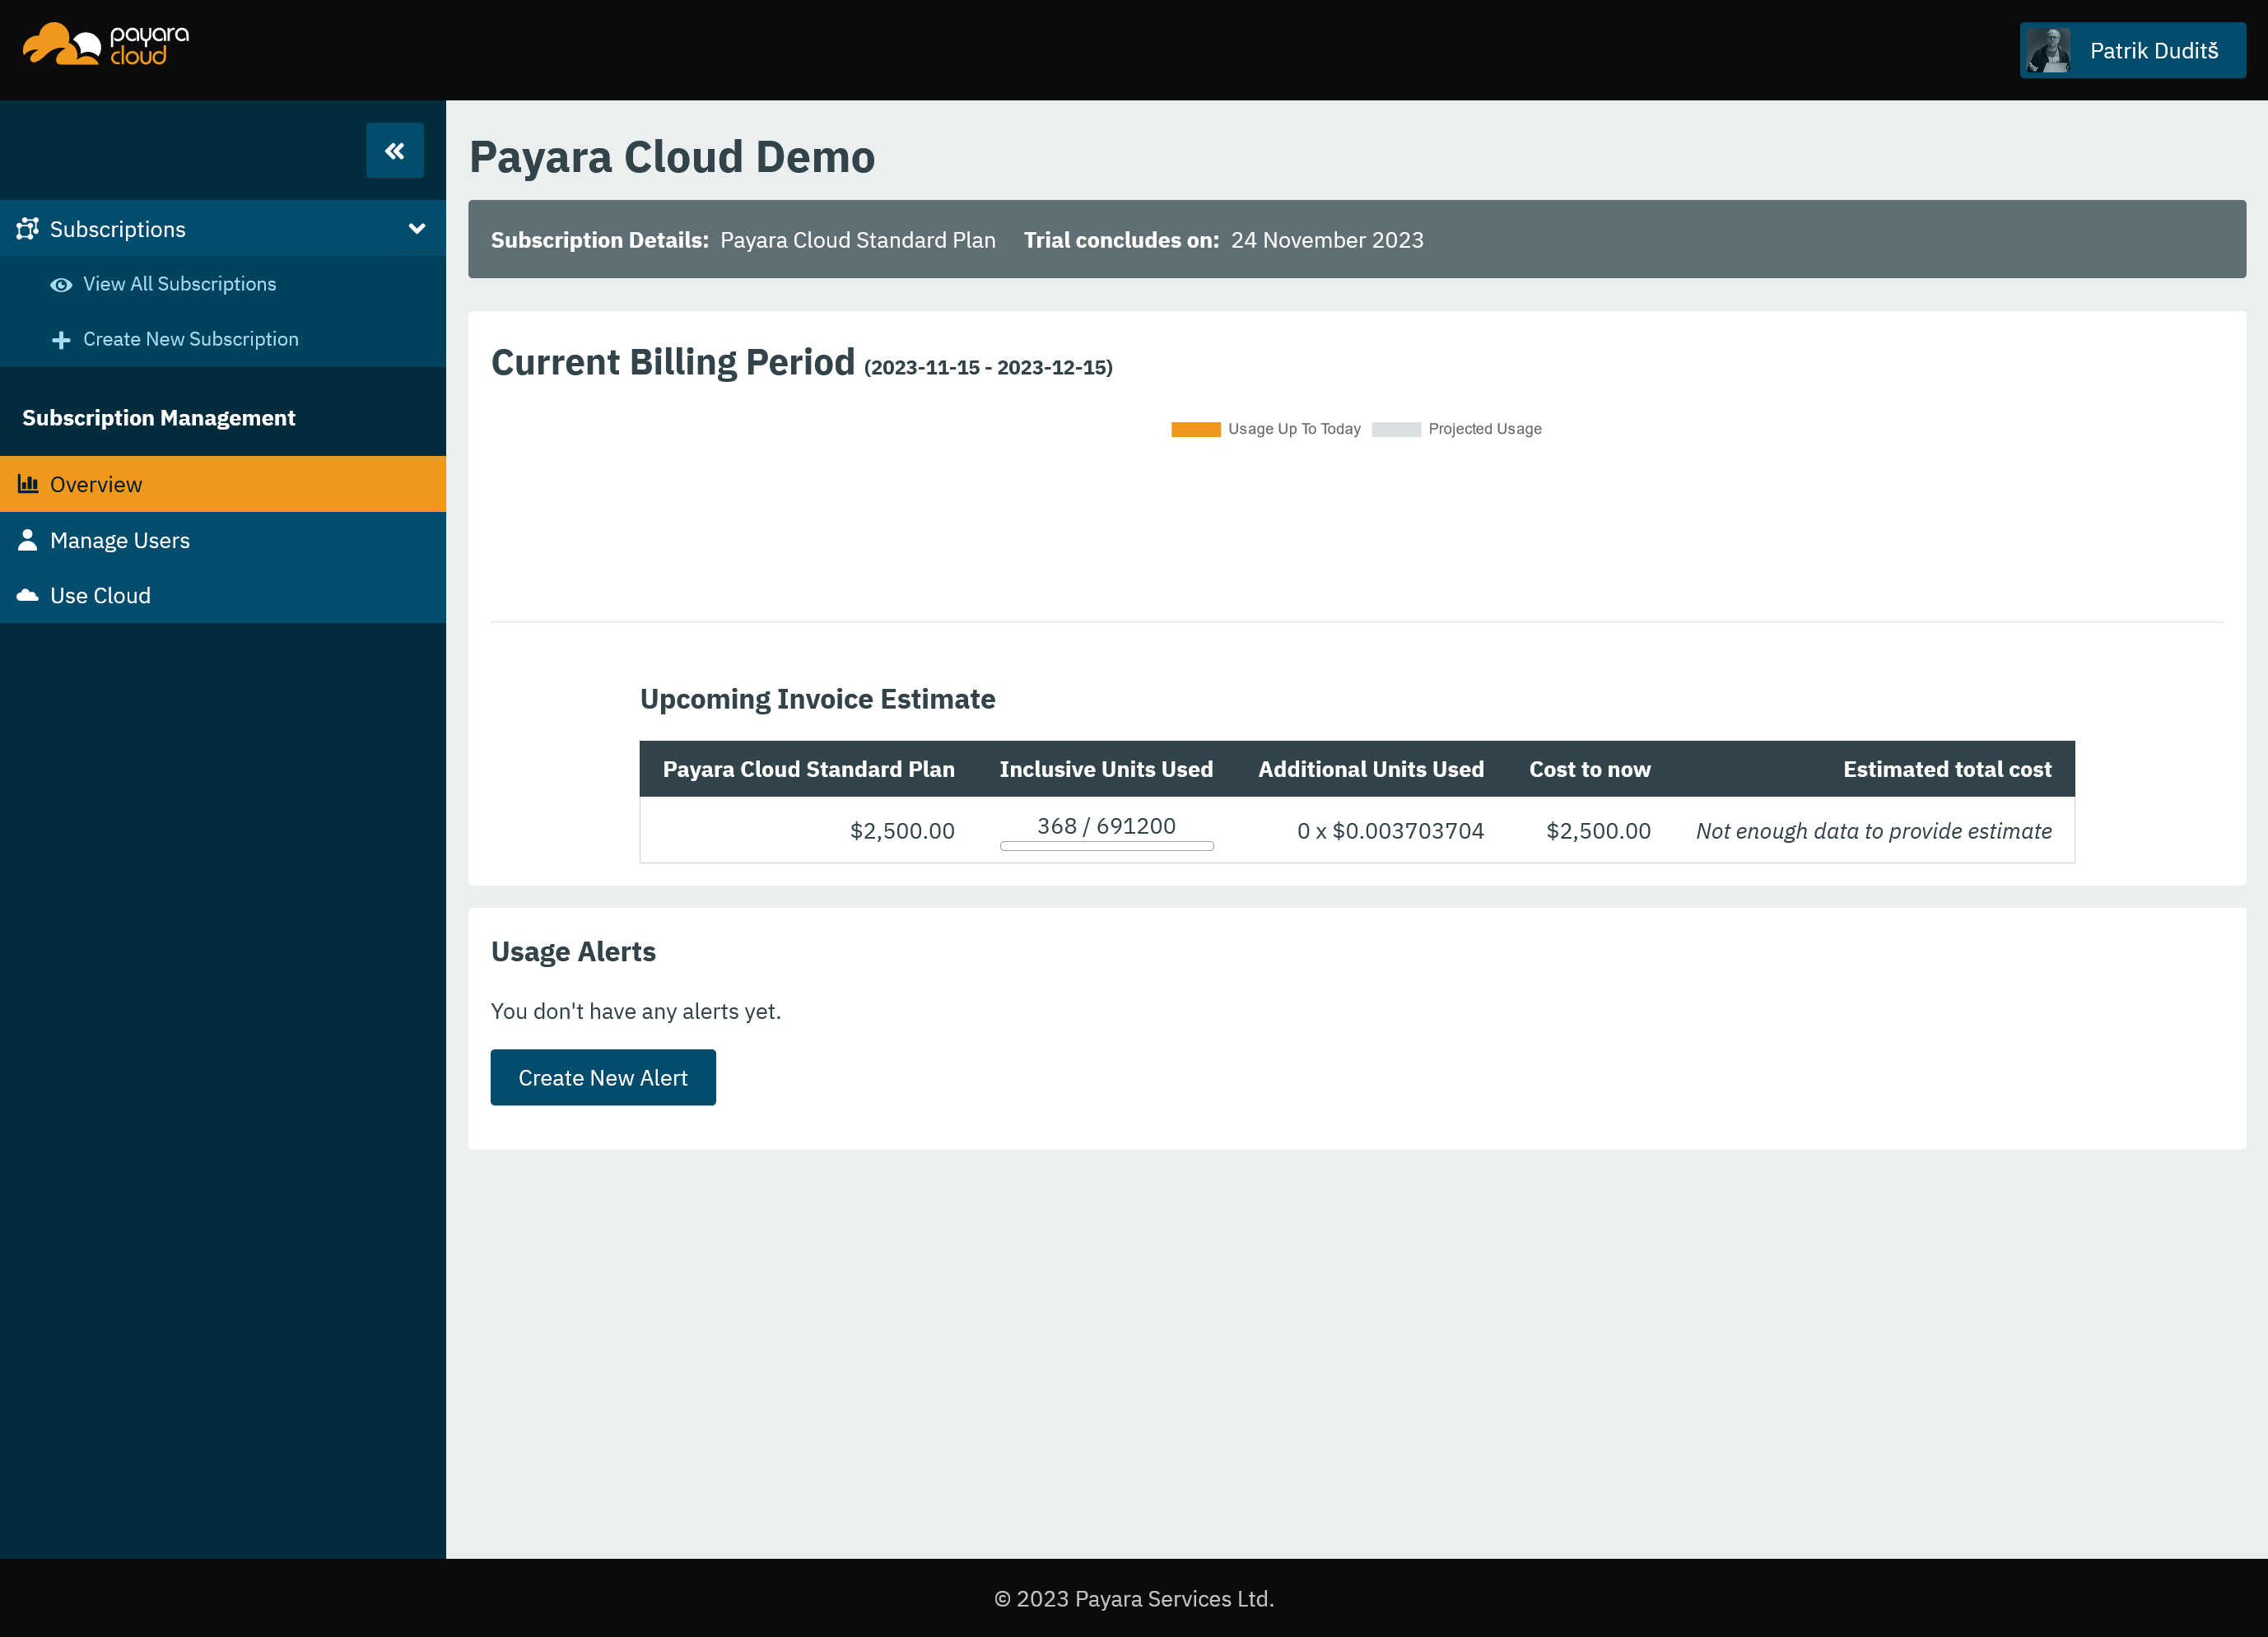 payara
cloud
Patrik Duditš
Subscriptions
View All Subscriptions
Create New Subscription
Subscription Management
Overview
Manage Users
Use Cloud
Payara Cloud Demo
Subscription Details: Payara Cloud Standard Plan Trial concludes on: 24 November 2023
Current Billing Period (2023-11-15 - 2023-12-15)
Usage Up To Today Projected Usage
Upcoming Invoice Estimate
Payara Cloud Standard Plan Inclusive Units Used Additional Units Used Cost to now Estimated total cost
$2,500.00 368 / 691200 0 x $0.003703704 $2,500.00 Not enough data to provide estimate
Usage Alerts
You don't have any alerts yet.
Create New Alert
© 2023 Payara Services Ltd.